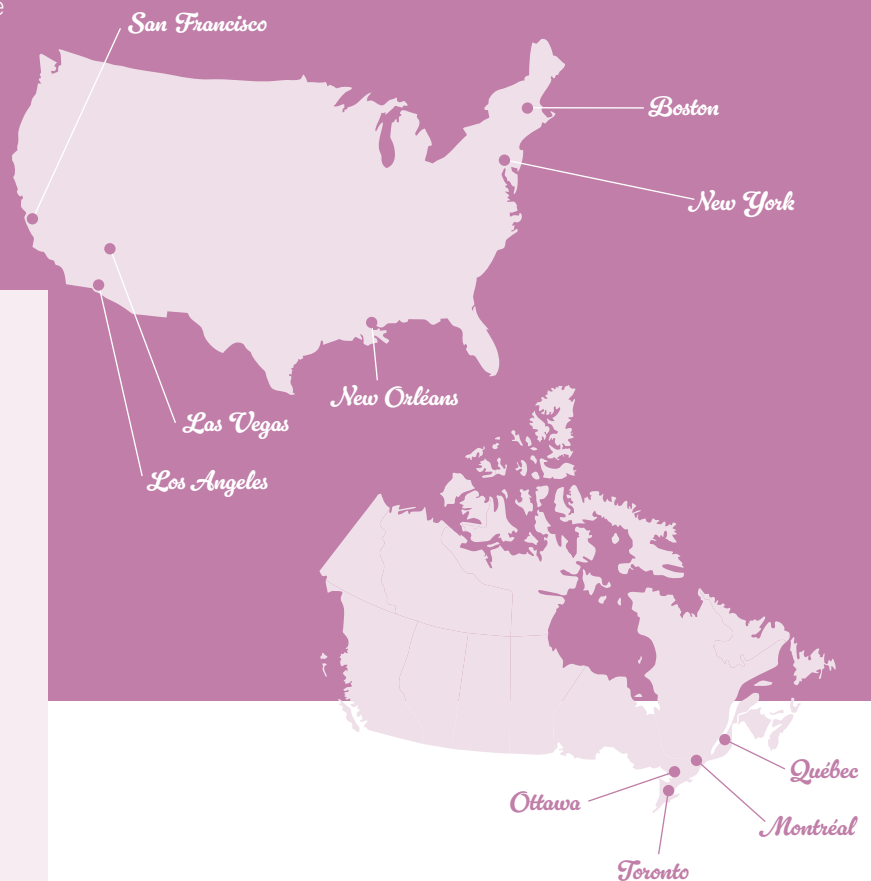 San Francisco
Boston
New York
New Orléans
Las Vegas
Los Angeles
Québec
Ottawa
Montréal
Toronto